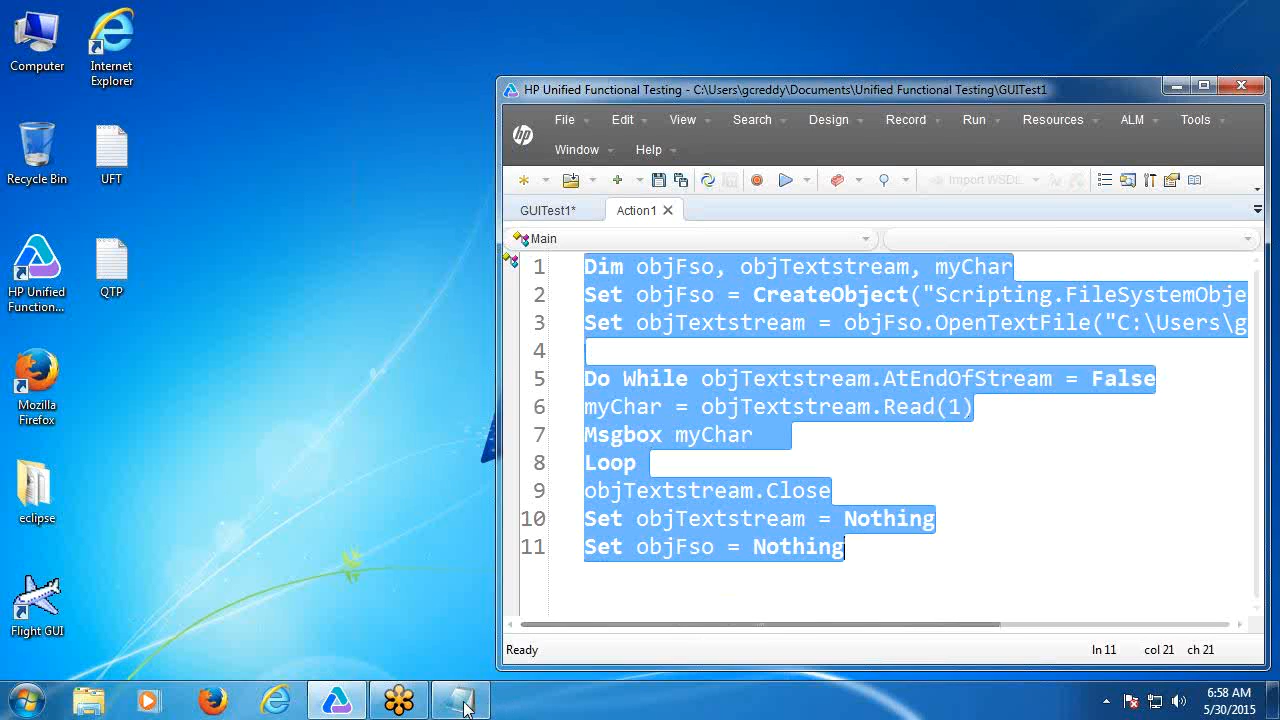 Computer
Internet
Explorer
Recycle Bin
UFT
HP Unified
Function...
QTP
Mozilla
Firefox
eclipse
Flight GUI
HP Unified Functional Testing - C:\Users\gcreddy\Documents\Unified Functional Testing\GUITest1
hp
File Edit View Search Design Record Run Resources ALM Tools
Window Help
Import WSDL
GUITest1* Action1
Main
1 Dim objFso, objTextstream, myChar
2 Set objFso = CreateObject("Scripting.FileSystemObje
3 Set objTextstream = objFso.OpenTextFile("C:\Users\g
4
5 Do While objTextstream.AtEndOfStream = False
6 myChar = objTextstream.Read(1)
7 Msgbox myChar
8 Loop
9 objTextstream.Close
10 Set objTextstream = Nothing
11 Set objFso = Nothing
Ready ln 11 col 21 ch 21
6:58 AM
5/30/2015